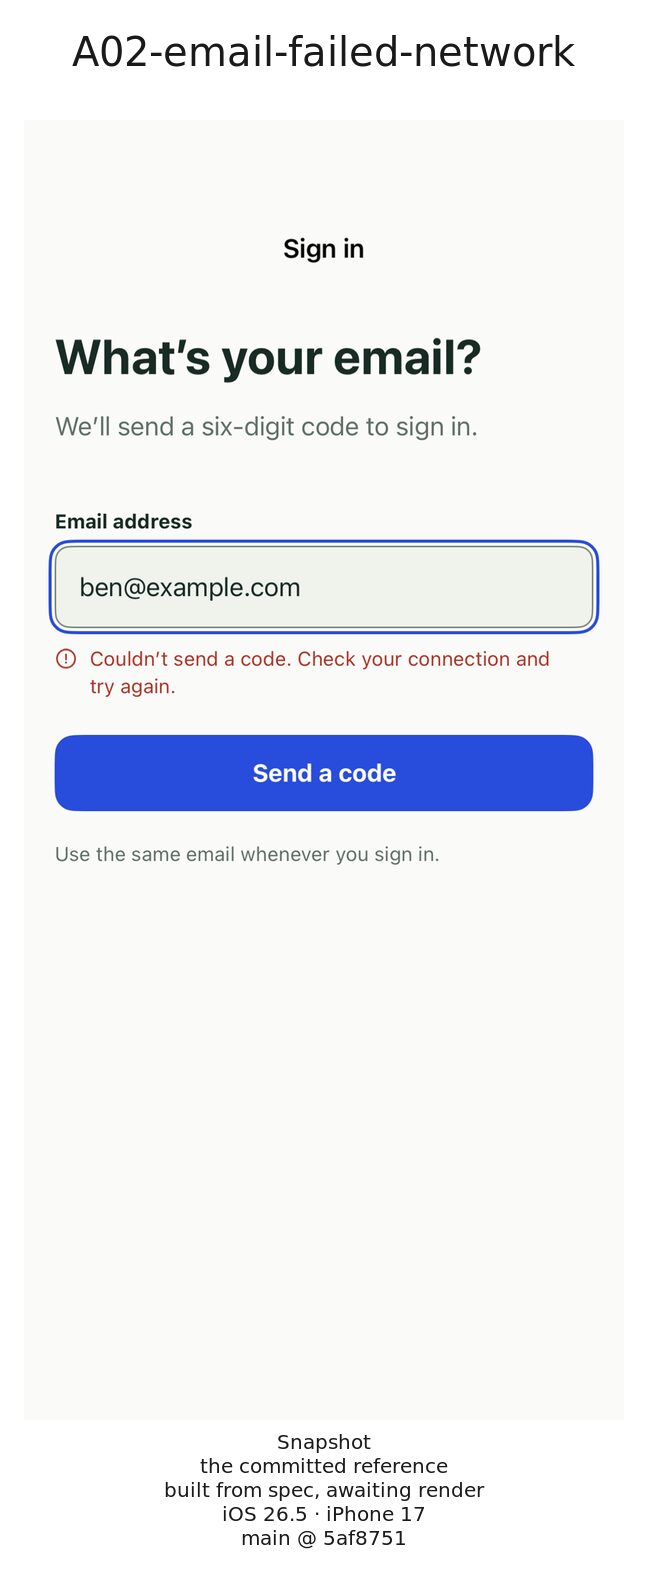 A02-email-failed-network
Sign in
What’s your email?
We’ll send a six-digit code to sign in.
Email address
ben@example.com
Couldn’t send a code. Check your connection and
try again.
Send a code
Use the same email whenever you sign in.
Snapshot
the committed reference
built from spec, awaiting render
iOS 26.5 · iPhone 17
main @ 5af8751